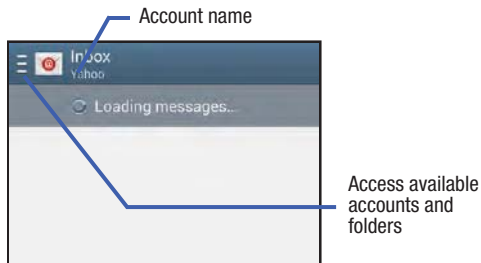 Account name
Inbox
Yahoo
Loading messages...
Access available
accounts and
folders